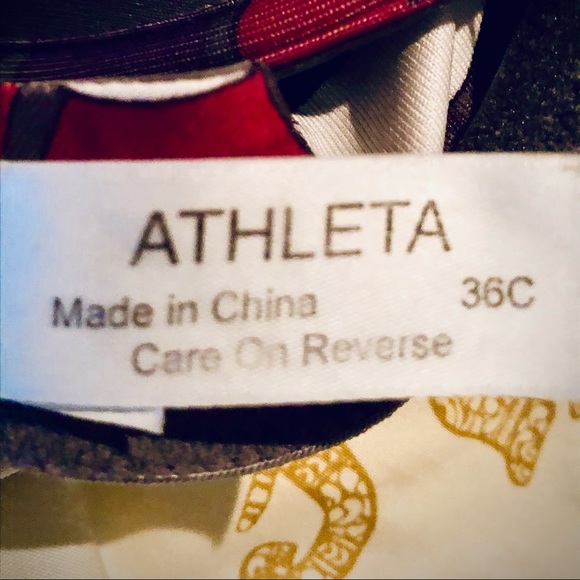 ATHLETA
Made in China 36C
Care On Reverse